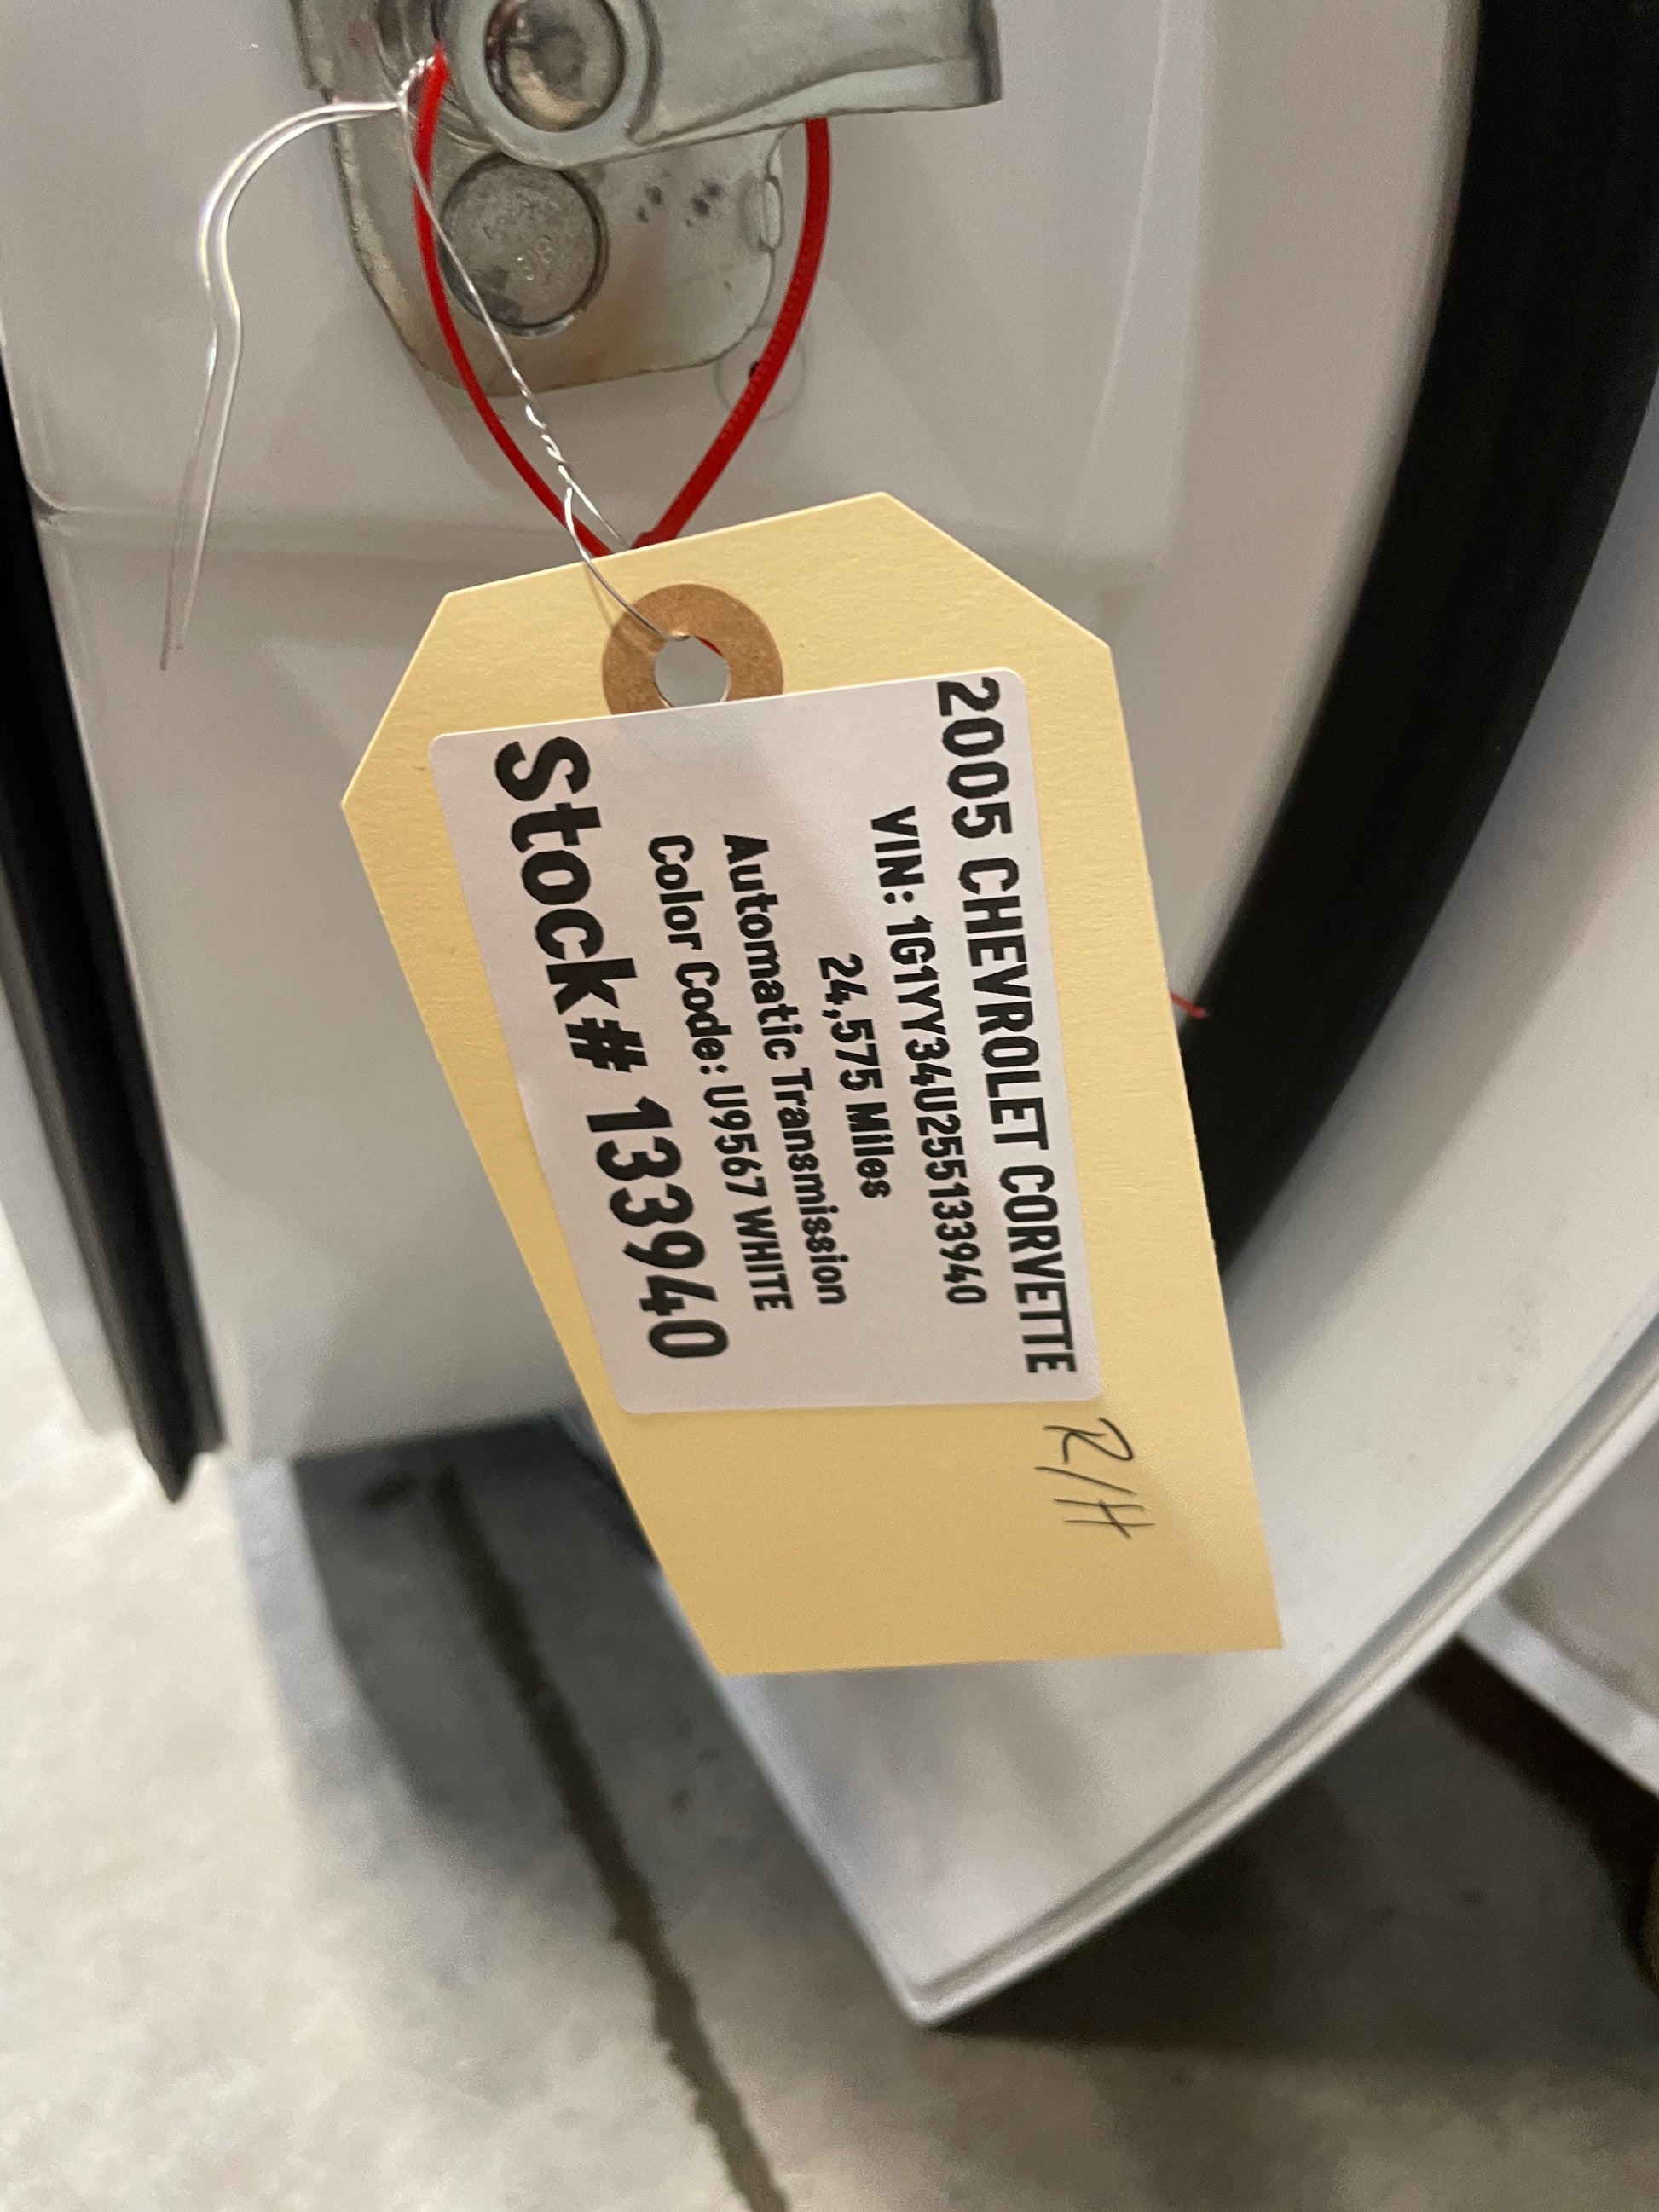 2005 CHEVROLET CORVETTE
VIN: 1G1YY34U255133940
24,575 Miles
Automatic Transmission
Color Code: U9567 WHITE
Stock# 133940
R/H